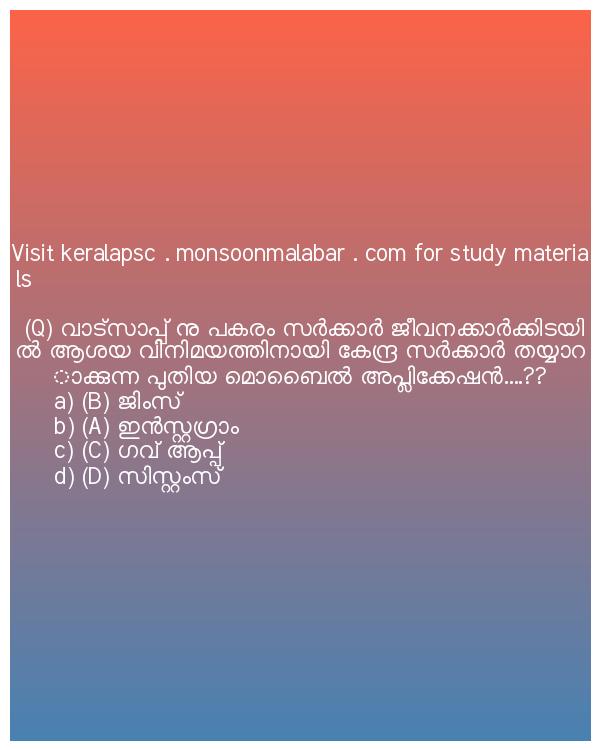 Visit keralapsc . monsoonmalabar . com for study materia
ls
(Q) വാട്സാപ്പ് നു പകരം സർക്കാർ ജീവനക്കാർക്കിടയി
ൽ ആശയ വിനിമയത്തിനായി കേന്ദ്ര സർക്കാർ തയ്യാറ
ാക്കുന്ന പുതിയ മൊബൈൽ അപ്ലിക്കേഷൻ....??
a) (B) ജിംസ്
b) (A) ഇൻസ്റ്റഗ്രാം
c) (C) ഗവ് ആപ്പ്
d) (D) സിസ്റ്റംസ്